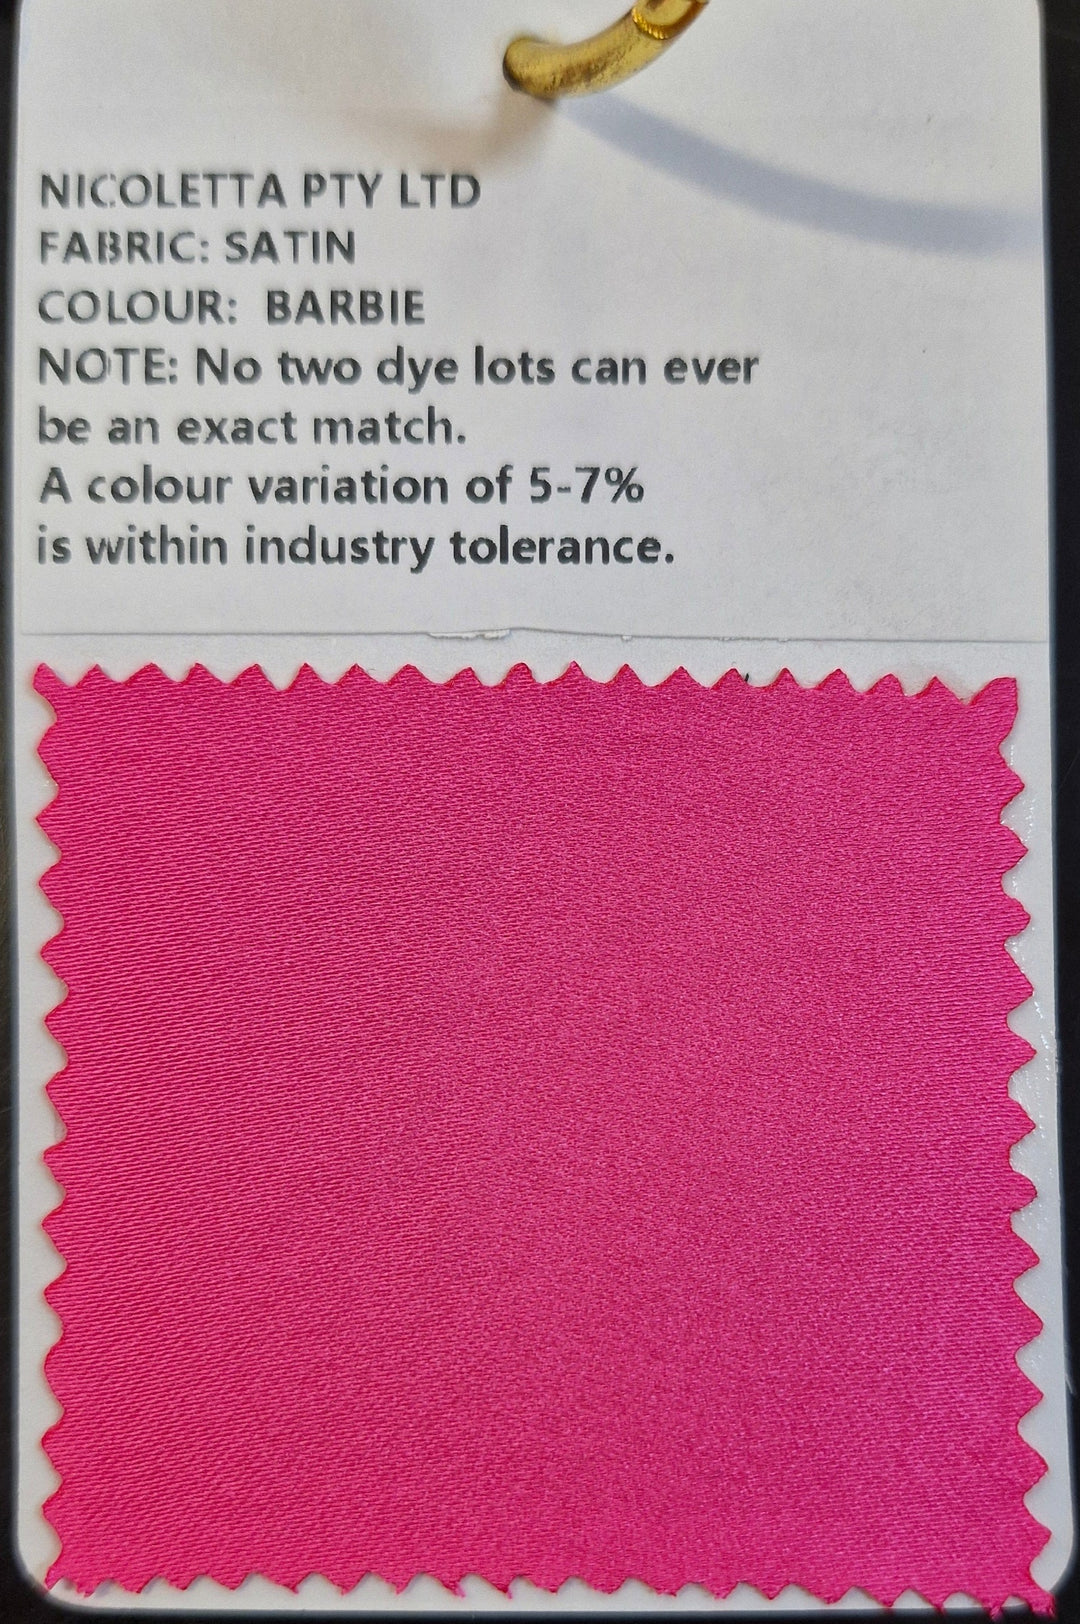 NICOLETTA PTY LTD
FABRIC: SATIN
COLOUR: BARBIE
NOTE: No two dye lots can ever
be an exact match.
A colour variation of 5-7%
is within industry tolerance.